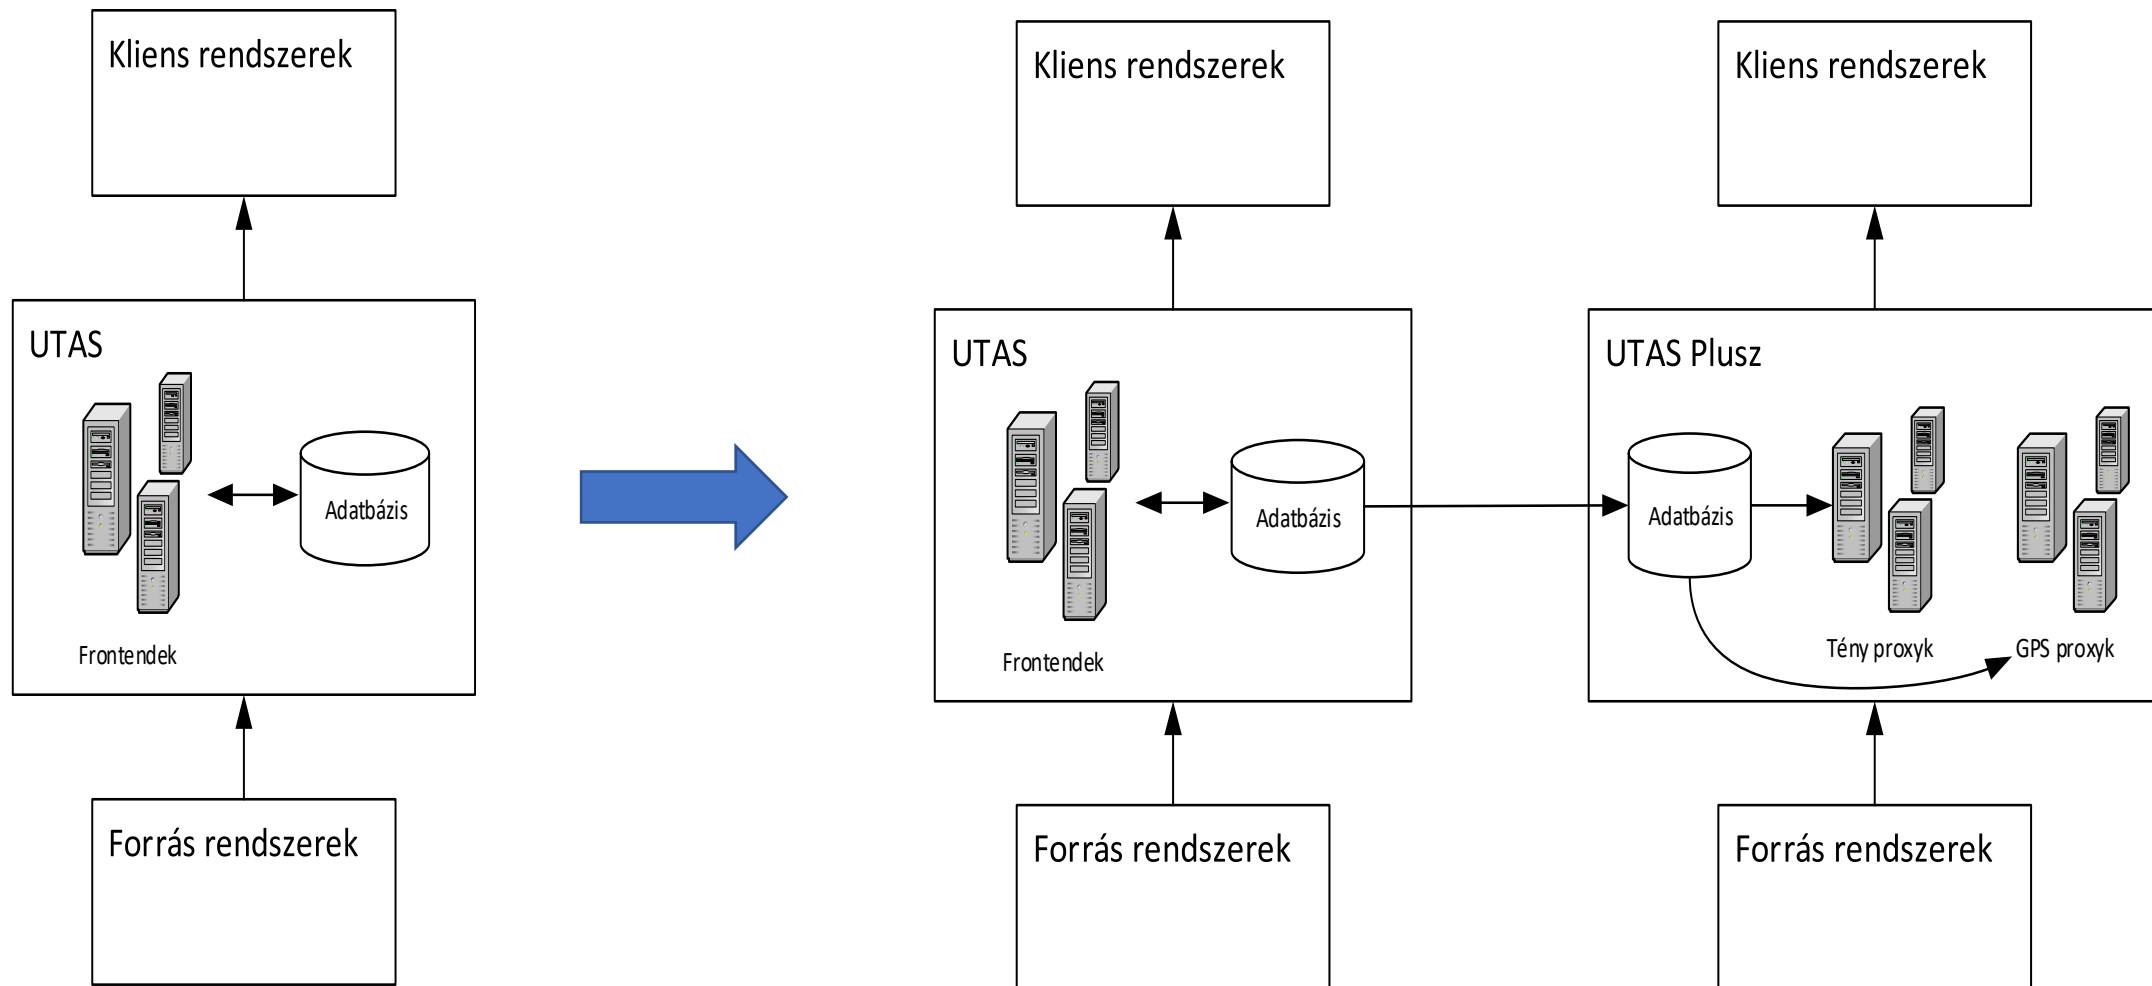 Kliens rendszerek
UTAS
Adatbázis
Frontendek
Forrás rendszerek
Kliens rendszerek
UTAS
Adatbázis
Frontendek
Forrás rendszerek
Kliens rendszerek
UTAS Plusz
Adatbázis
Tény proxyk
GPS proxyk
Forrás rendszerek